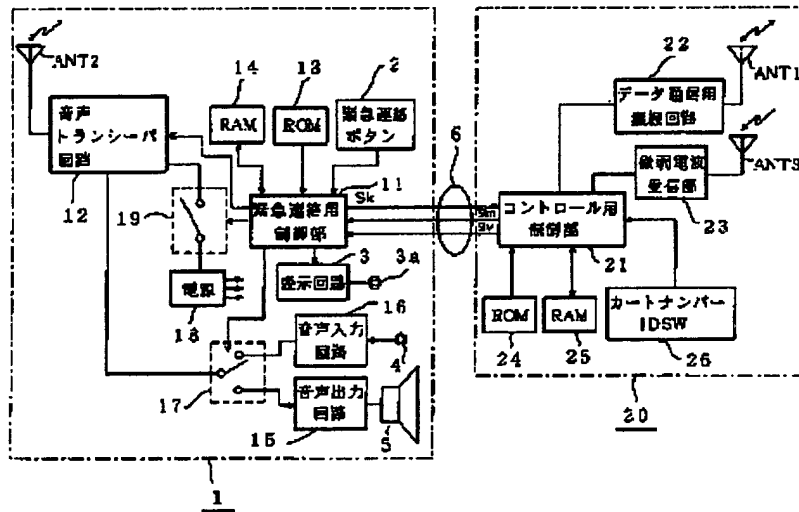 ANT2
音声
トランシーバ
回路
12
14
RAM
13
ROM
2
緊急連絡
ボタン
11
緊急連絡用
制御部
Sk
Sm
Sv
6
19
18
電源
3
表示回路
3a
16
音声入力
回路
4
17
音声出力
回路
15
5
1
22
データ通信用
無線回路
ANT1
微弱電波
受信部
23
ANT3
コントロール用
制御部
21
ROM
24
RAM
25
カートナンバー
IDSW
26
20